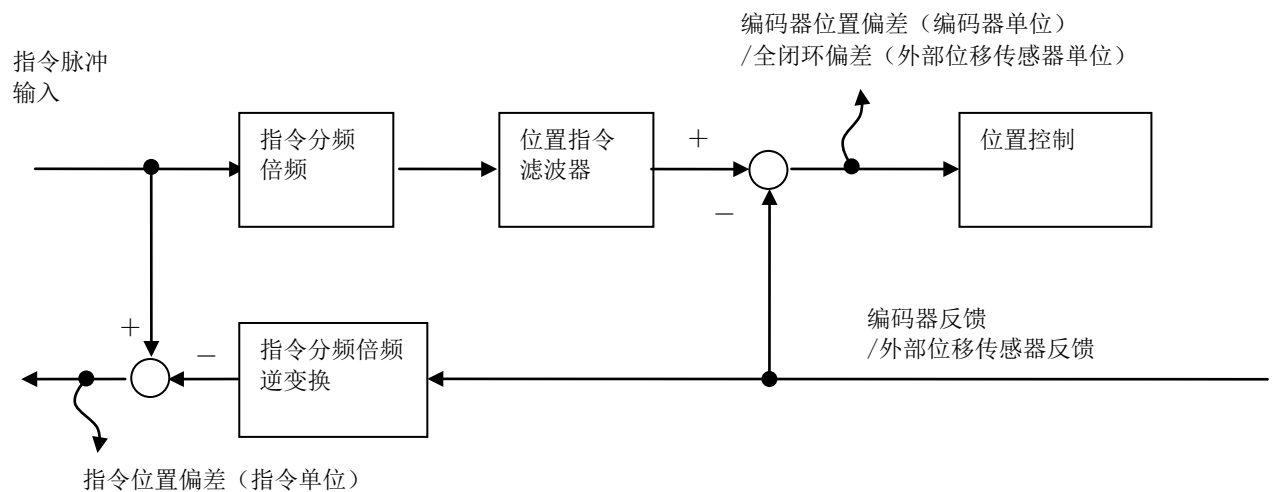 编码器位置偏差（编码器单位）
/全闭环偏差（外部位移传感器单位）
指令脉冲
输入
指令分频
倍频
位置指令
滤波器
＋
－
位置控制
编码器反馈
/外部位移传感器反馈
＋
－
指令分频倍频
逆变换
指令位置偏差（指令单位）